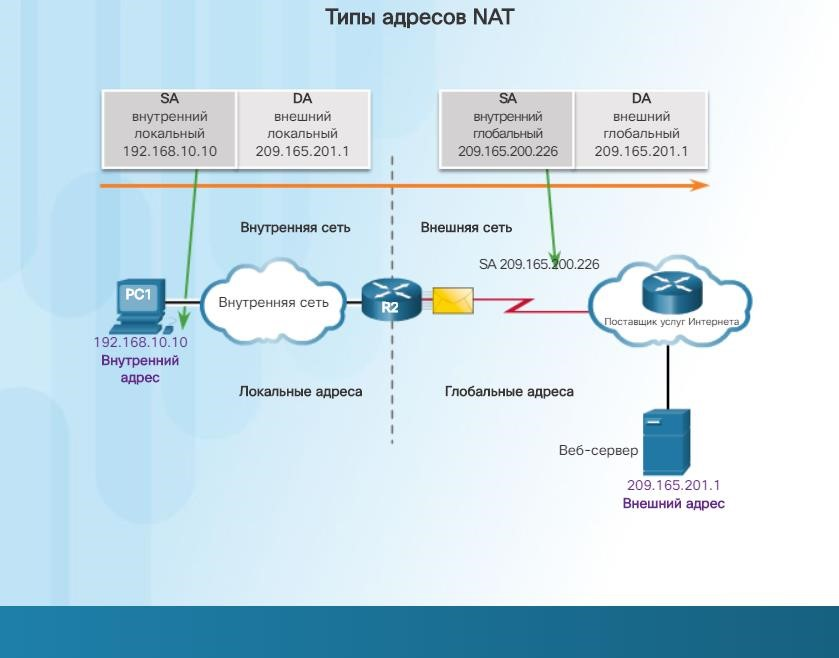 Типы адресов NAT
SA
внутренний
локальный
192.168.10.10
DA
внешний
локальный
209.165.201.1
SA
внутренний
глобальный
209.165.200.226
DA
внешний
глобальный
209.165.201.1
Внутренняя сеть
Внешняя сеть
SA 209.165.200.226
PC1
Внутренняя сеть
R2
Поставщик услуг Интернета
192.168.10.10
Внутренний
адрес
Локальные адреса
Глобальные адреса
Веб-сервер
209.165.201.1
Внешний адрес